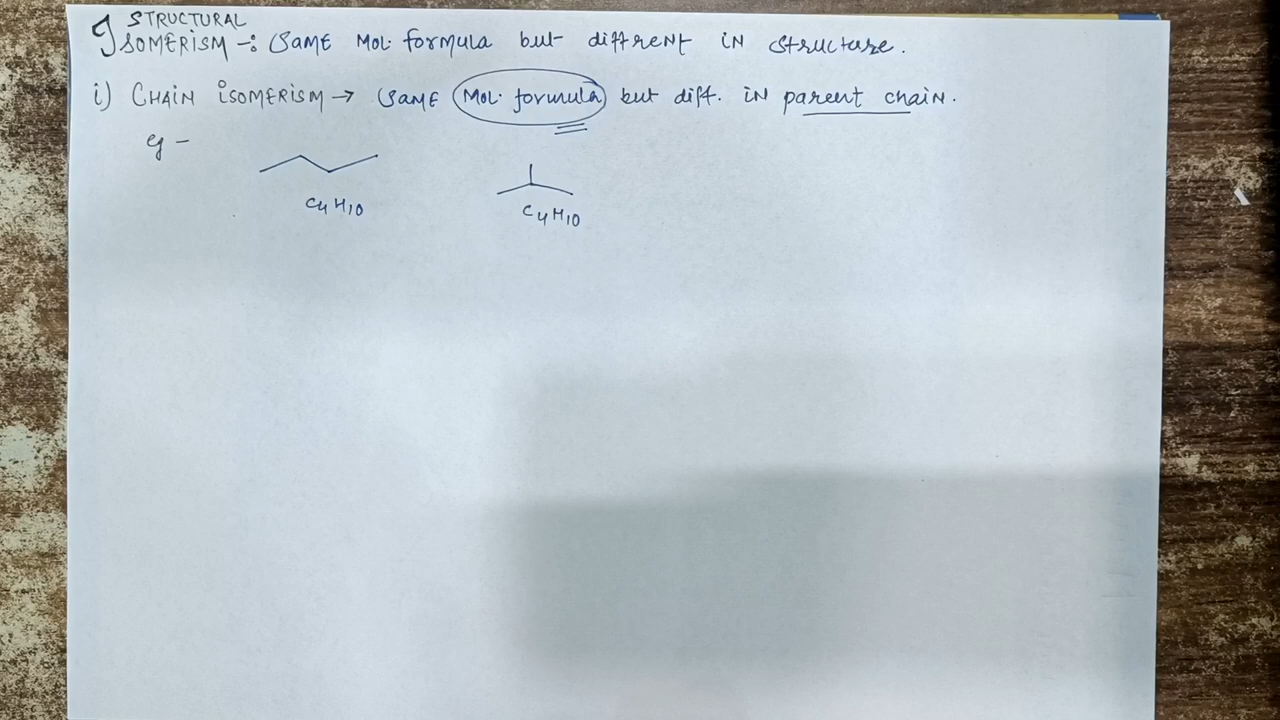 STRUCTURAL
ISOMERISM -: SAME MOL. formula but different IN structure.
i) CHAIN isOMERISM → SAME MOL. formula but diff. IN parent chain.
eg -
C4H10 C4H10